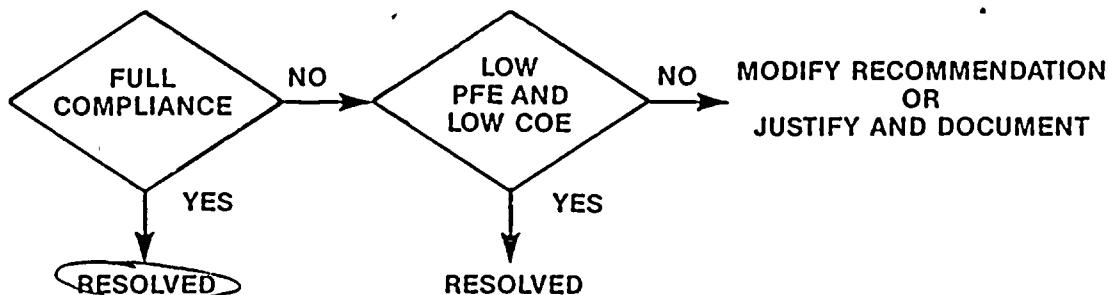 FULL
COMPLIANCE
NO
LOW
PFE AND
LOW COE
NO
MODIFY RECOMMENDATION
OR
JUSTIFY AND DOCUMENT
YES
YES
RESOLVED
RESOLVED